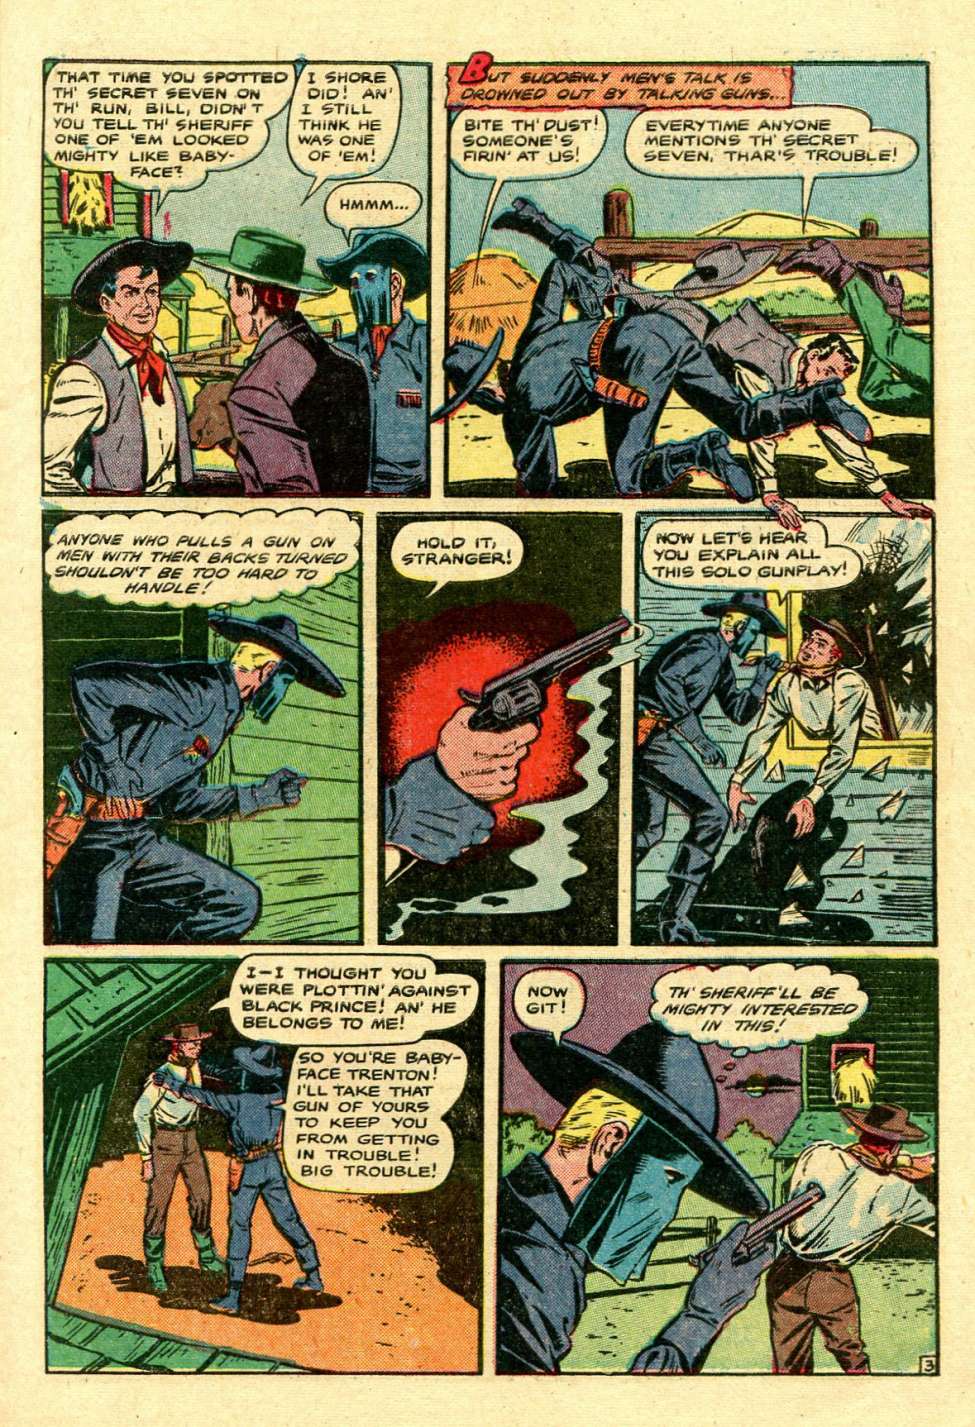 THAT TIME YOU SPOTTED
TH' SECRET SEVEN ON
TH' RUN, BILL, DIDN'T
YOU TELL TH' SHERIFF
ONE OF 'EM LOOKED
MIGHTY LIKE BABY-
FACE?
I SHORE
DID! AN'
I STILL
THINK HE
WAS ONE
OF 'EM!
HMMM...
BUT SUDDENLY MEN'S TALK IS
DROWNED OUT BY TALKING GUNS...
BITE TH' DUST!
SOMEONE'S
FIRIN' AT US!
EVERYTIME ANYONE
MENTIONS TH' SECRET
SEVEN, THAR'S TROUBLE!
ANYONE WHO PULLS A GUN ON
MEN WITH THEIR BACKS TURNED
SHOULDN'T BE TOO HARD TO
HANDLE!
HOLD IT,
STRANGER!
NOW LET'S HEAR
YOU EXPLAIN ALL
THIS SOLO GUNPLAY!
I-I THOUGHT YOU
WERE PLOTTIN' AGAINST
BLACK PRINCE! AN' HE
BELONGS TO ME!
SO YOU'RE BABY-
FACE TRENTON!
I'LL TAKE THAT
GUN OF YOURS
TO KEEP YOU
FROM GETTING
IN TROUBLE!
BIG TROUBLE!
NOW
GIT!
TH' SHERIFF'LL BE
MIGHTY INTERESTED
IN THIS!
3